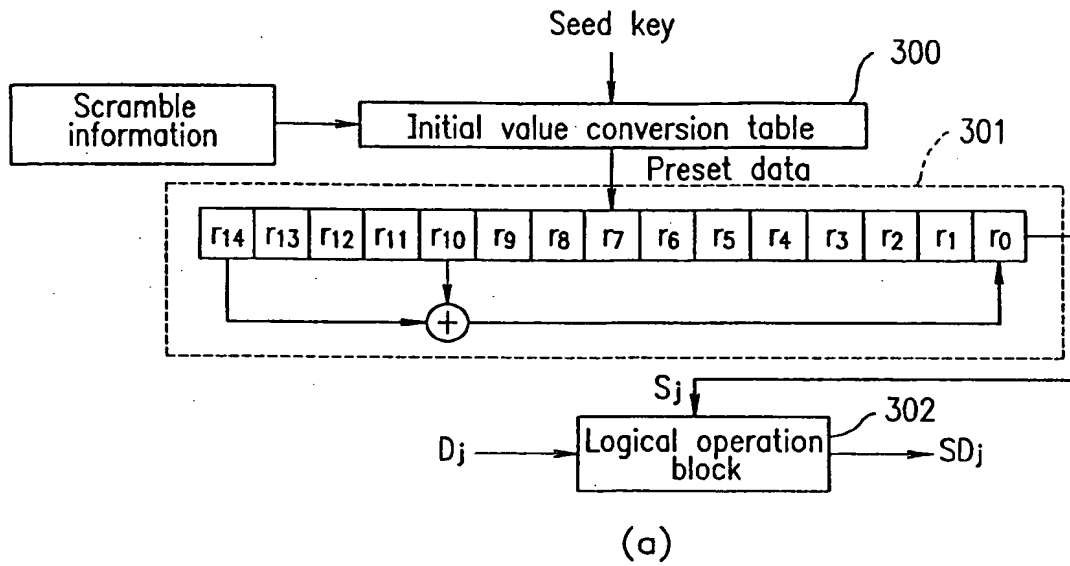 Seed key
300
Scramble
information
Initial value conversion table
301
Preset data
r14 r13 r12 r11 r10 r9 r8 r7 r6 r5 r4 r3 r2 r1 r0
+
Sj
302
Dj
Logical operation
block
SDj
(a)